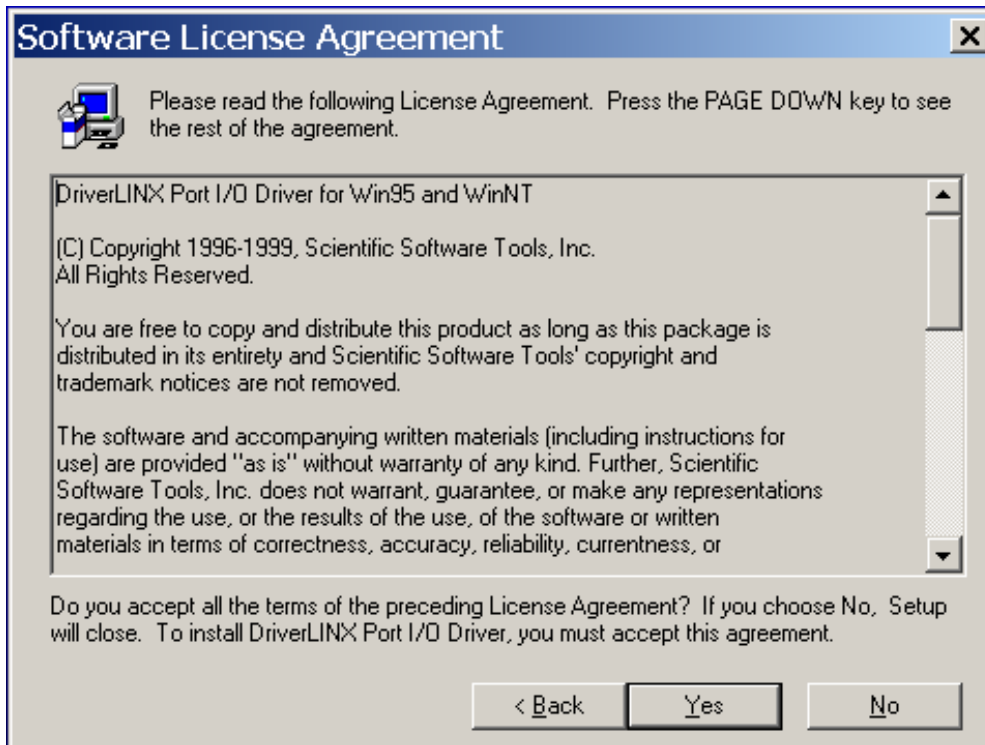 Software License Agreement
Please read the following License Agreement. Press the PAGE DOWN key to see
the rest of the agreement.
DriverLINX Port I/O Driver for Win95 and WinNT
(C) Copyright 1996-1999, Scientific Software Tools, Inc.
All Rights Reserved.
You are free to copy and distribute this product as long as this package is
distributed in its entirety and Scientific Software Tools' copyright and
trademark notices are not removed.
The software and accompanying written materials (including instructions for
use) are provided "as is" without warranty of any kind. Further, Scientific
Software Tools, Inc. does not warrant, guarantee, or make any representations
regarding the use, or the results of the use, of the software or written
materials in terms of correctness, accuracy, reliability, currentness, or
Do you accept all the terms of the preceding License Agreement? If you choose No, Setup
will close. To install DriverLINX Port I/O Driver, you must accept this agreement.
< Back
Yes
No